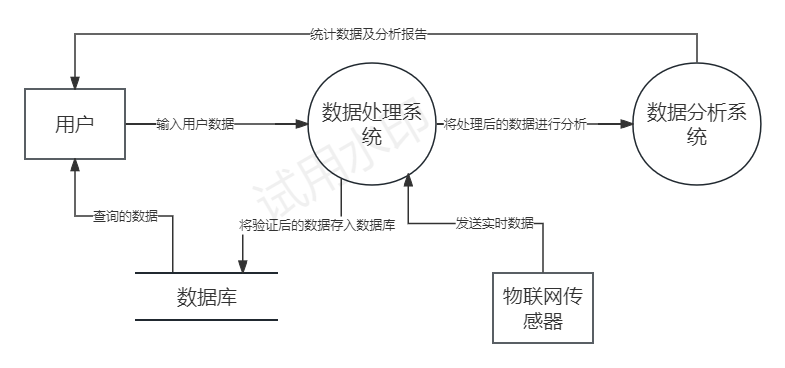 统计数据及分析报告
用户
输入用户数据
数据处理系
统
将处理后的数据进行分析
数据分析系
统
试用水印
查询的数据
将验证后的数据存入数据库
发送实时数据
数据库
物联网传
感器